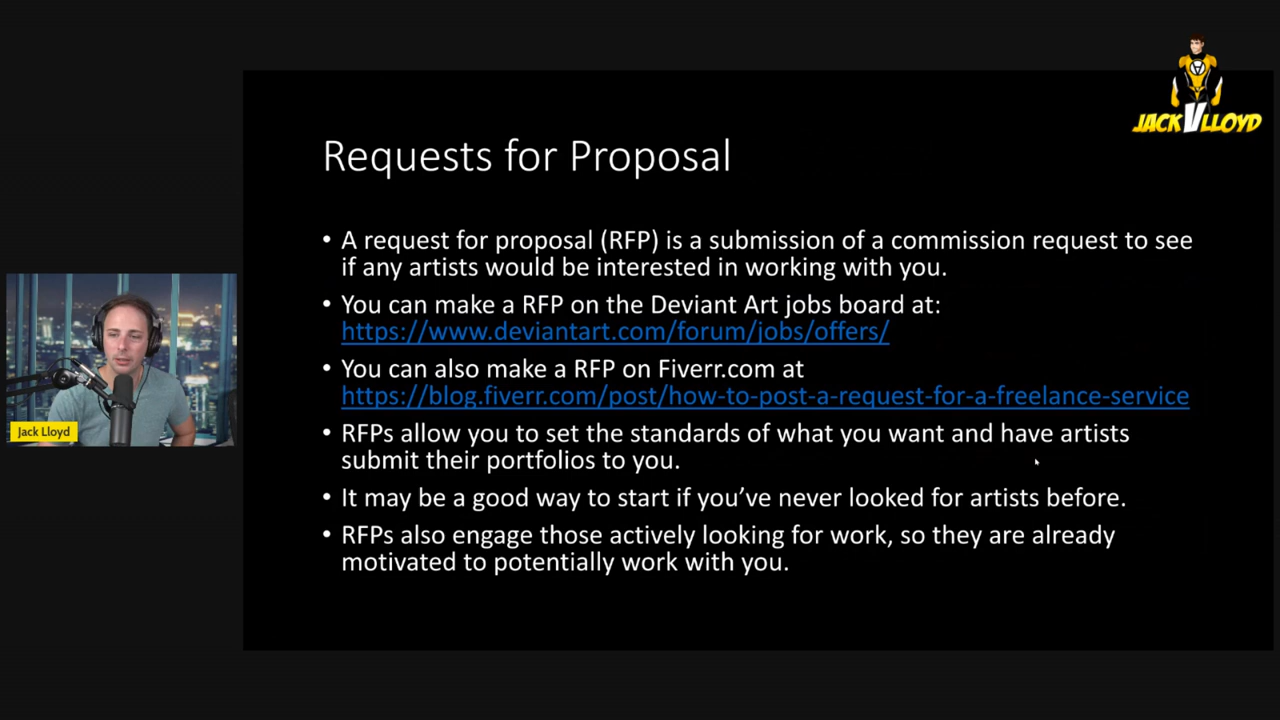 JACK V LLOYD
Requests for Proposal
• A request for proposal (RFP) is a submission of a commission request to see
if any artists would be interested in working with you.
• You can make a RFP on the Deviant Art jobs board at:
https://www.deviantart.com/forum/jobs/offers/
• You can also make a RFP on Fiverr.com at
https://blog.fiverr.com/post/how-to-post-a-request-for-a-freelance-service
• RFPs allow you to set the standards of what you want and have artists
submit their portfolios to you.
• It may be a good way to start if you’ve never looked for artists before.
• RFPs also engage those actively looking for work, so they are already
motivated to potentially work with you.
Jack Lloyd